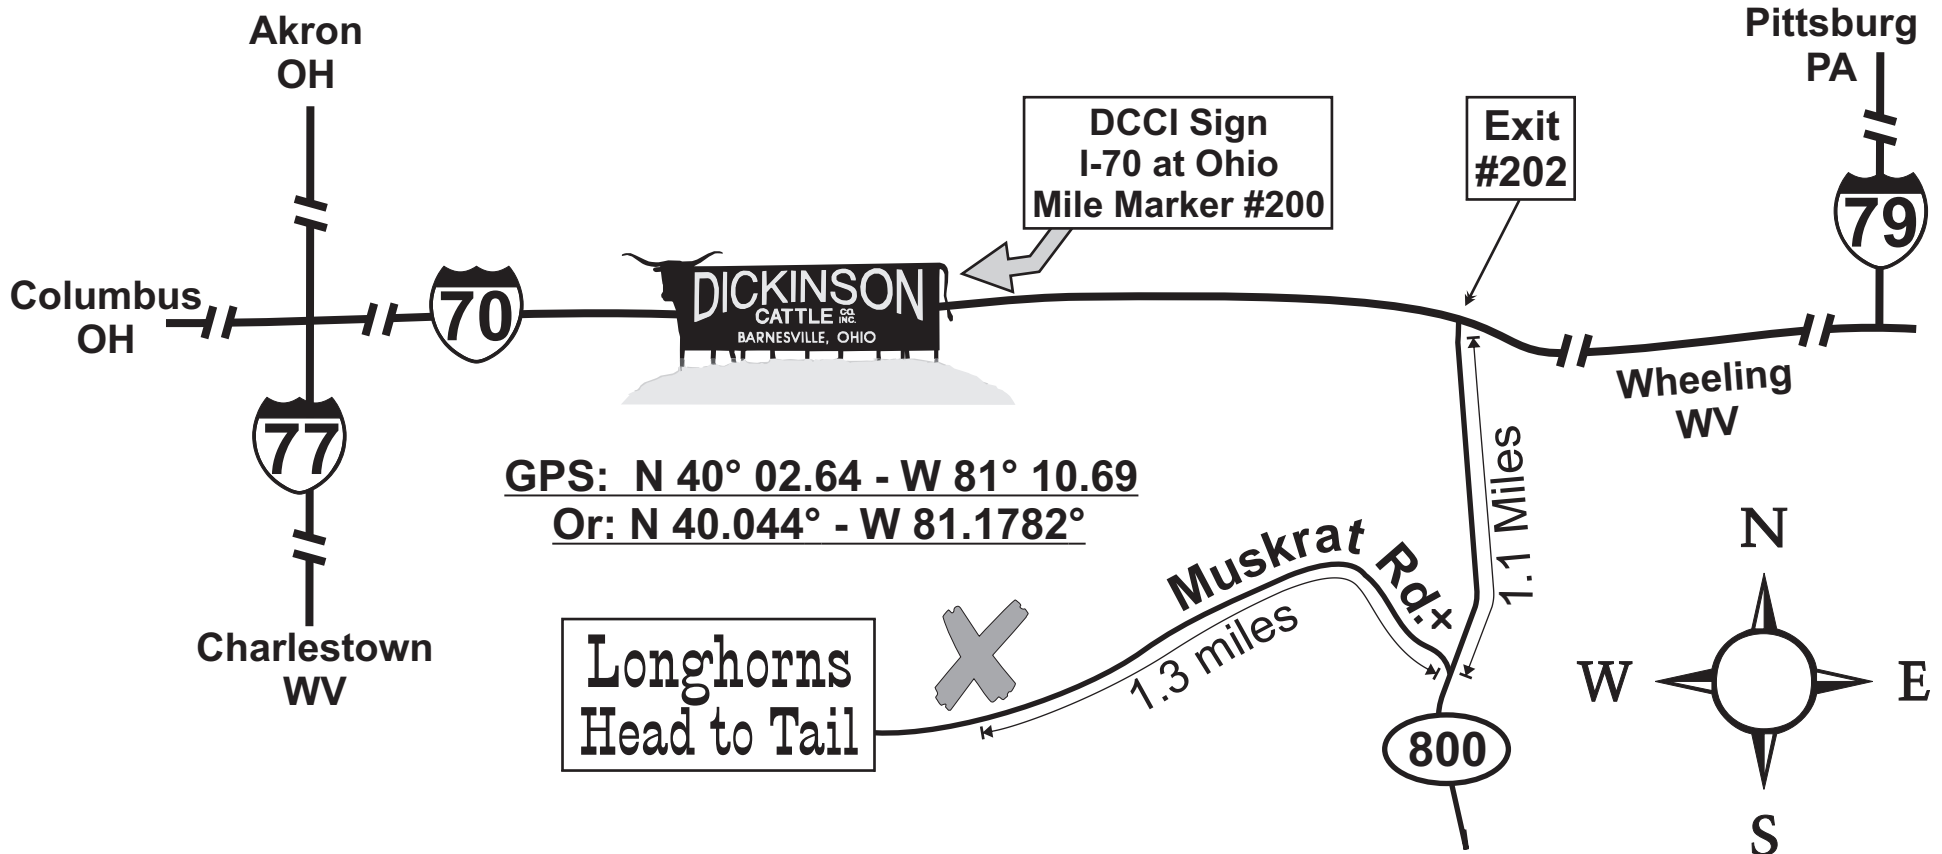 Akron
OH
Pittsburg
PA
DCCI Sign
I-70 at Ohio
Mile Marker #200
Exit
#202
79
Columbus
OH
70
DICKINSON
CATTLE CO. INC.
BARNESVILLE, OHIO
Wheeling
WV
77
GPS: N 40° 02.64 - W 81° 10.69
Or: N 40.044° - W 81.1782°
1.1 Miles
Muskrat Rd.+
1.3 miles
Charlestown
WV
Longhorns
Head to Tail
800
N
W
E
S